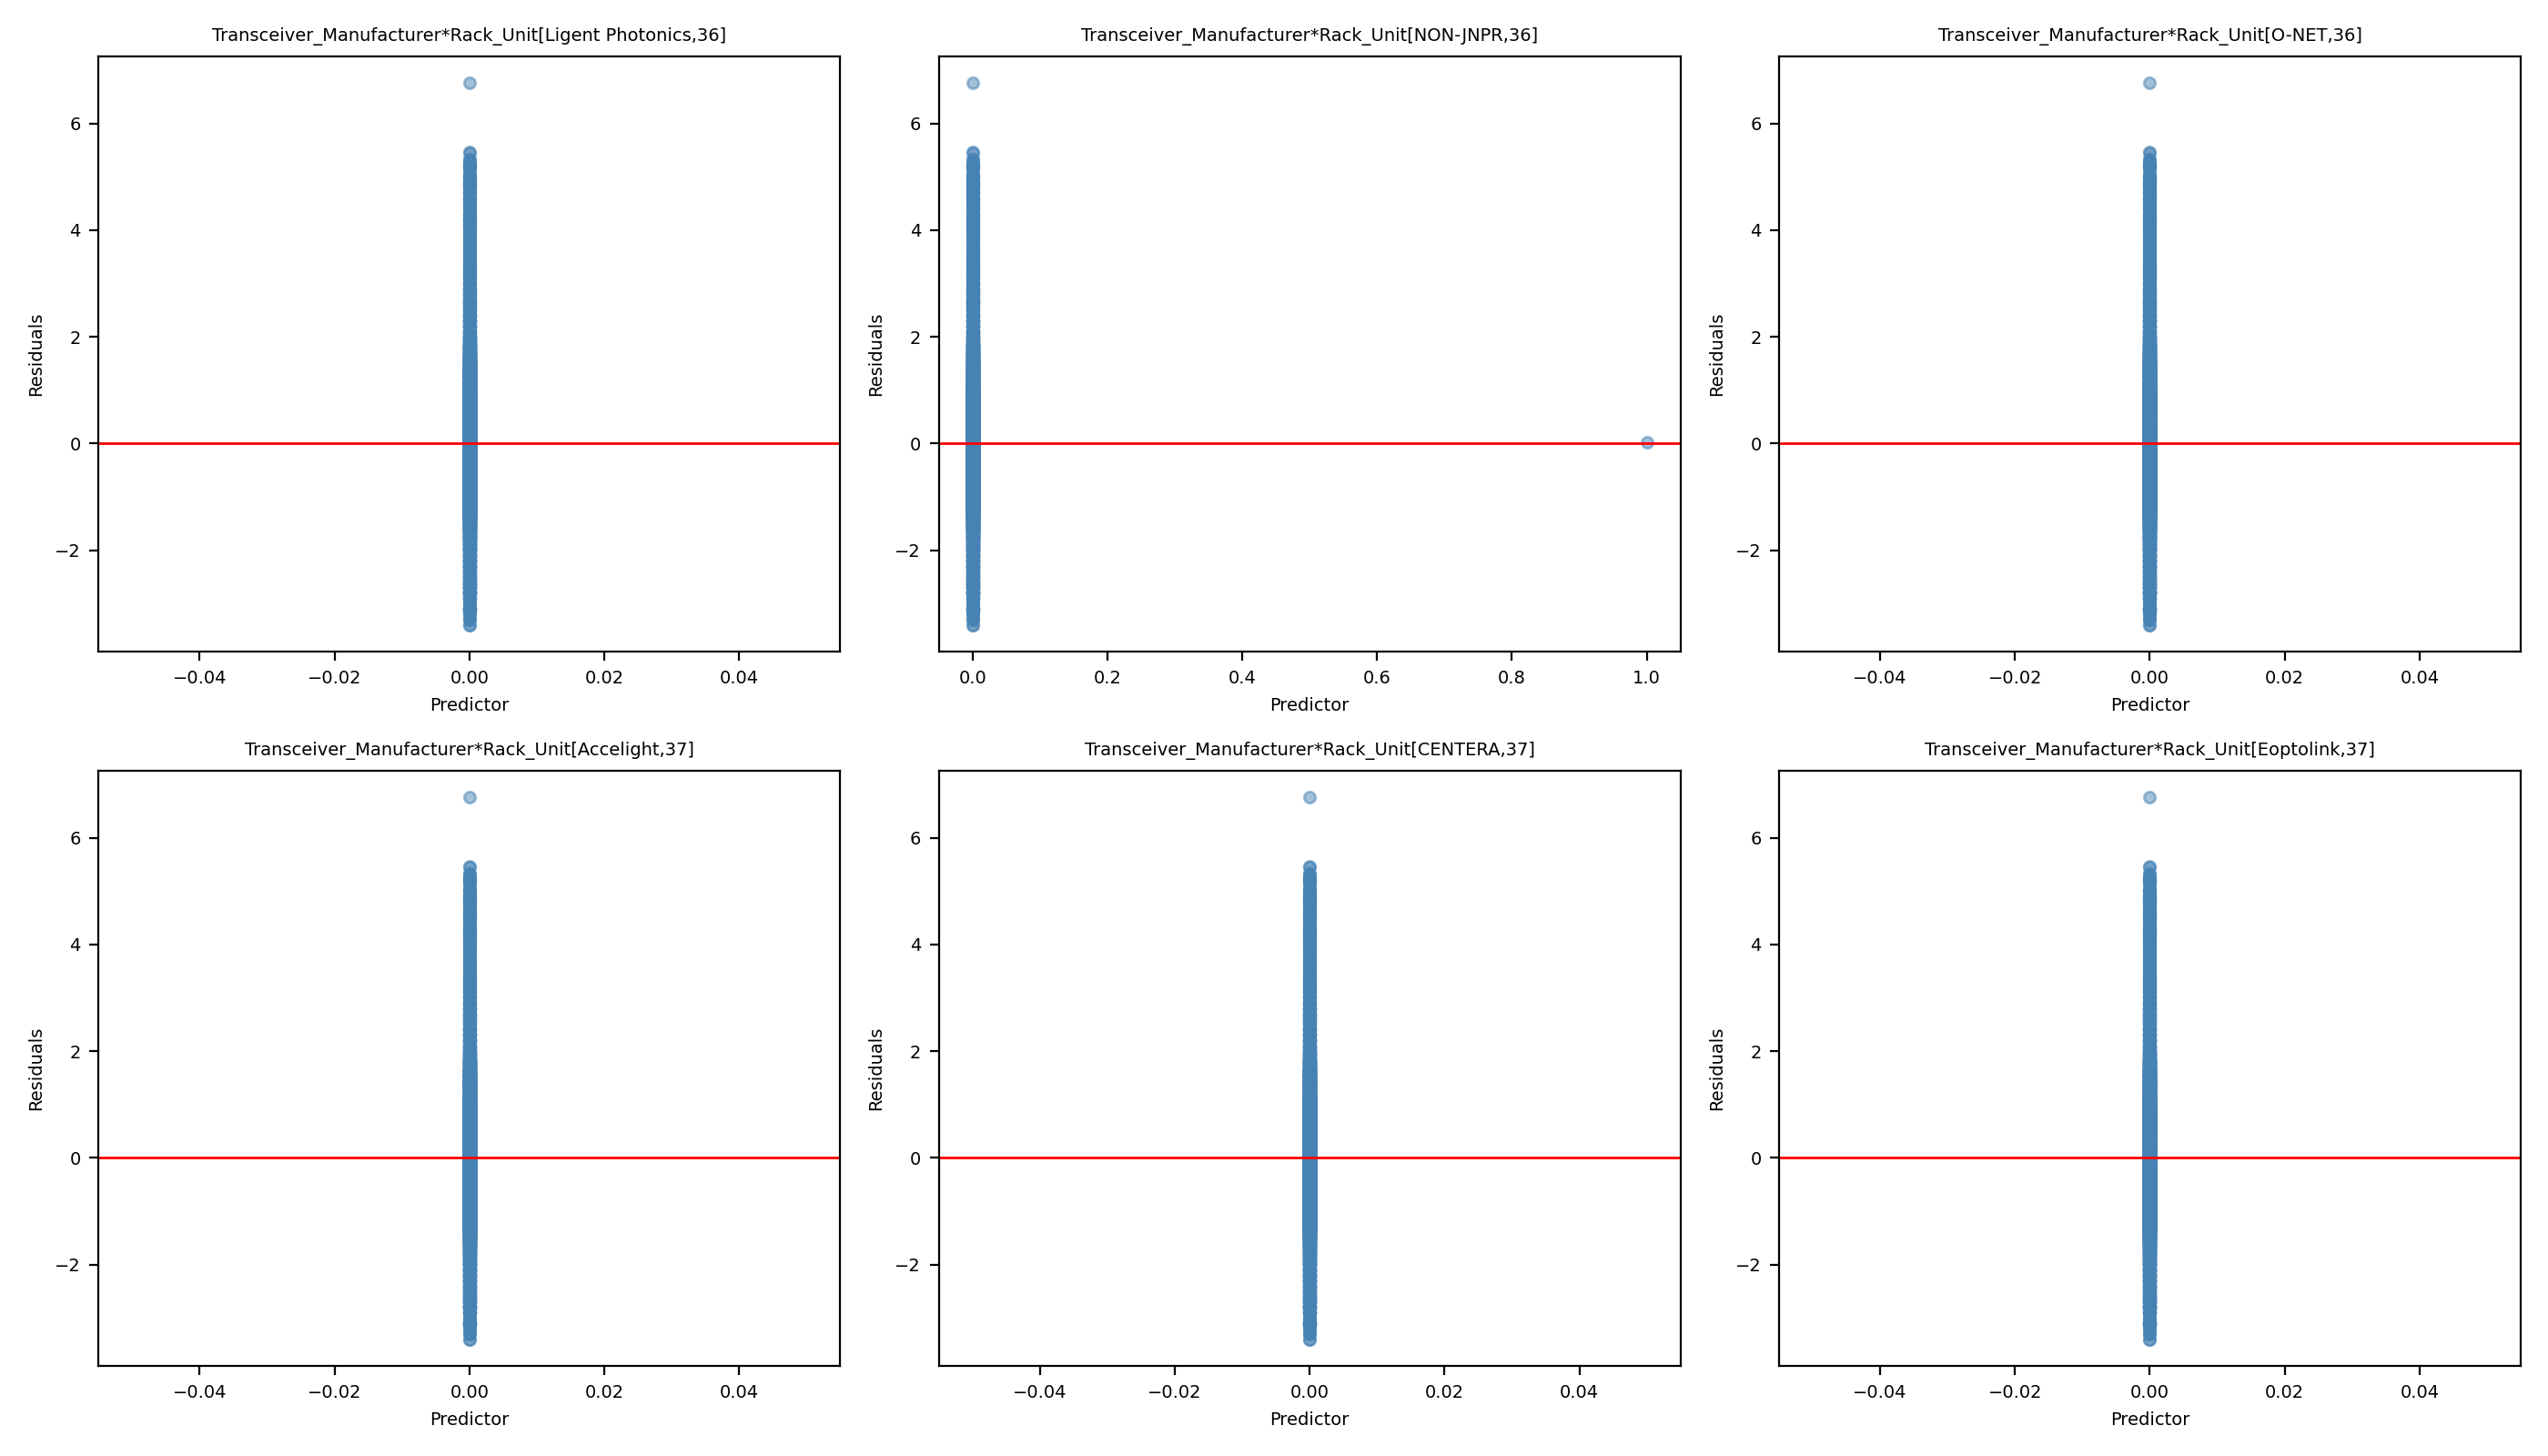 Transceiver_Manufacturer*Rack_Unit[Ligent Photonics,36]
6
4
2
0
−2
Residuals
−0.04 −0.02 0.00 0.02 0.04
Predictor
Transceiver_Manufacturer*Rack_Unit[NON-JNPR,36]
6
4
2
0
−2
Residuals
0.0 0.2 0.4 0.6 0.8 1.0
Predictor
Transceiver_Manufacturer*Rack_Unit[O-NET,36]
6
4
2
0
−2
Residuals
−0.04 −0.02 0.00 0.02 0.04
Predictor
Transceiver_Manufacturer*Rack_Unit[Accelight,37]
6
4
2
0
−2
Residuals
−0.04 −0.02 0.00 0.02 0.04
Predictor
Transceiver_Manufacturer*Rack_Unit[CENTERA,37]
6
4
2
0
−2
Residuals
−0.04 −0.02 0.00 0.02 0.04
Predictor
Transceiver_Manufacturer*Rack_Unit[Eoptolink,37]
6
4
2
0
−2
Residuals
−0.04 −0.02 0.00 0.02 0.04
Predictor